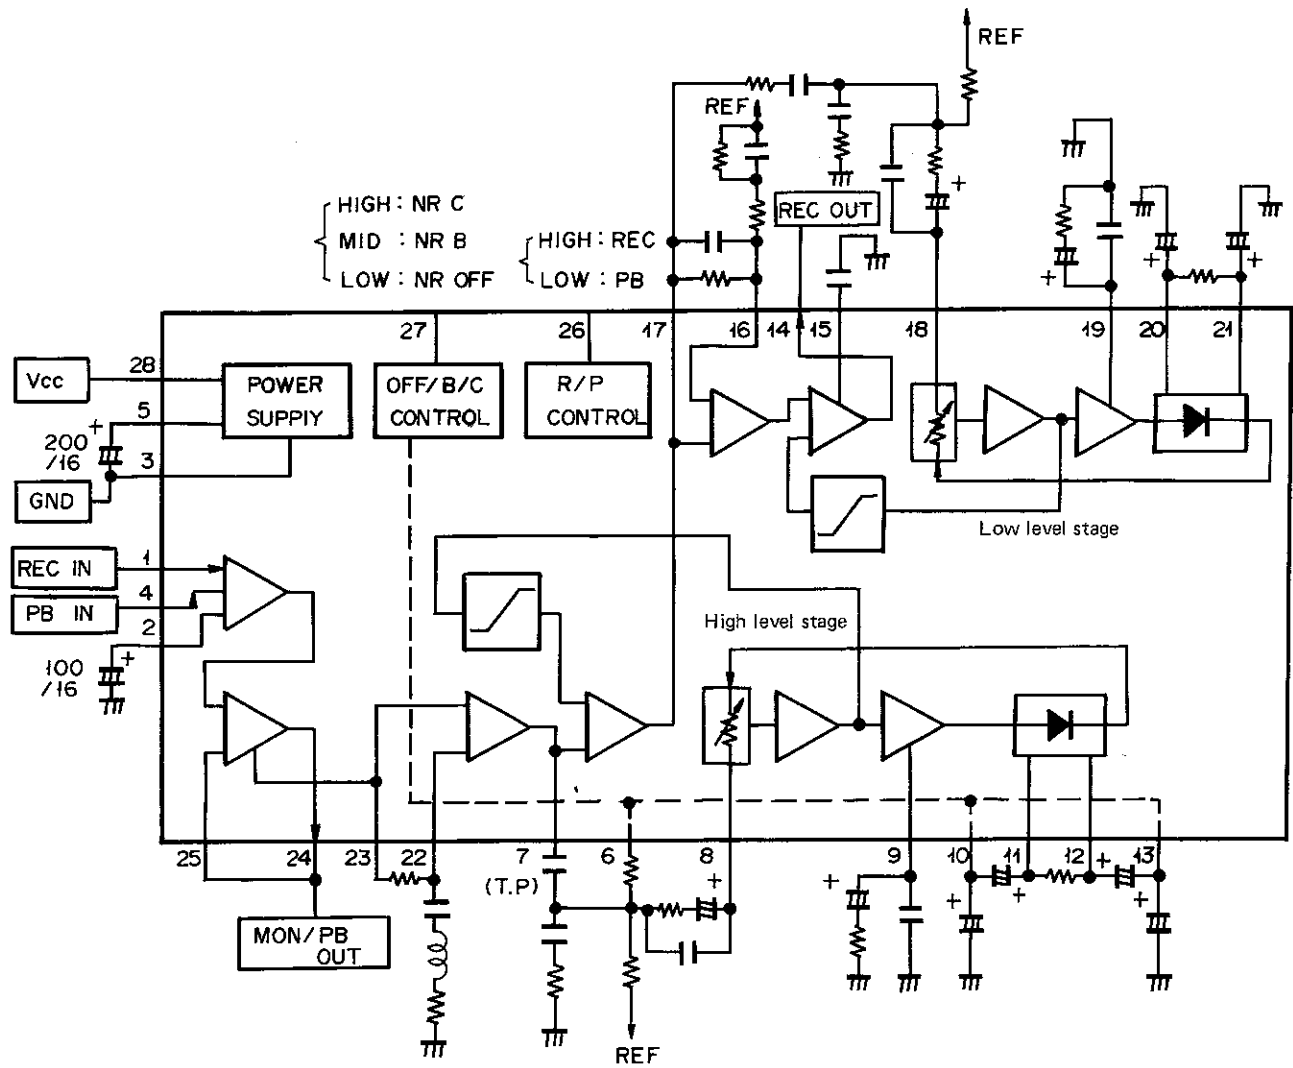 REF
REF
HIGH : NR C
MID : NR B
LOW : NR OFF
HIGH : REC
LOW : PB
REC OUT
+
+
+
+
27
26
17
16
14
15
18
19
20
21
28
Vcc
5
+
200
/16
3
GND
POWER
SUPPLY
OFF/B/C
CONTROL
R/P
CONTROL
Low level stage
1
REC IN
4
PB IN
2
+
100
/16
High level stage
25
24
23
22
7
(T.P)
6
8
9
10
11
12
13
+
+
+
+
+
+
MON/PB
OUT
REF